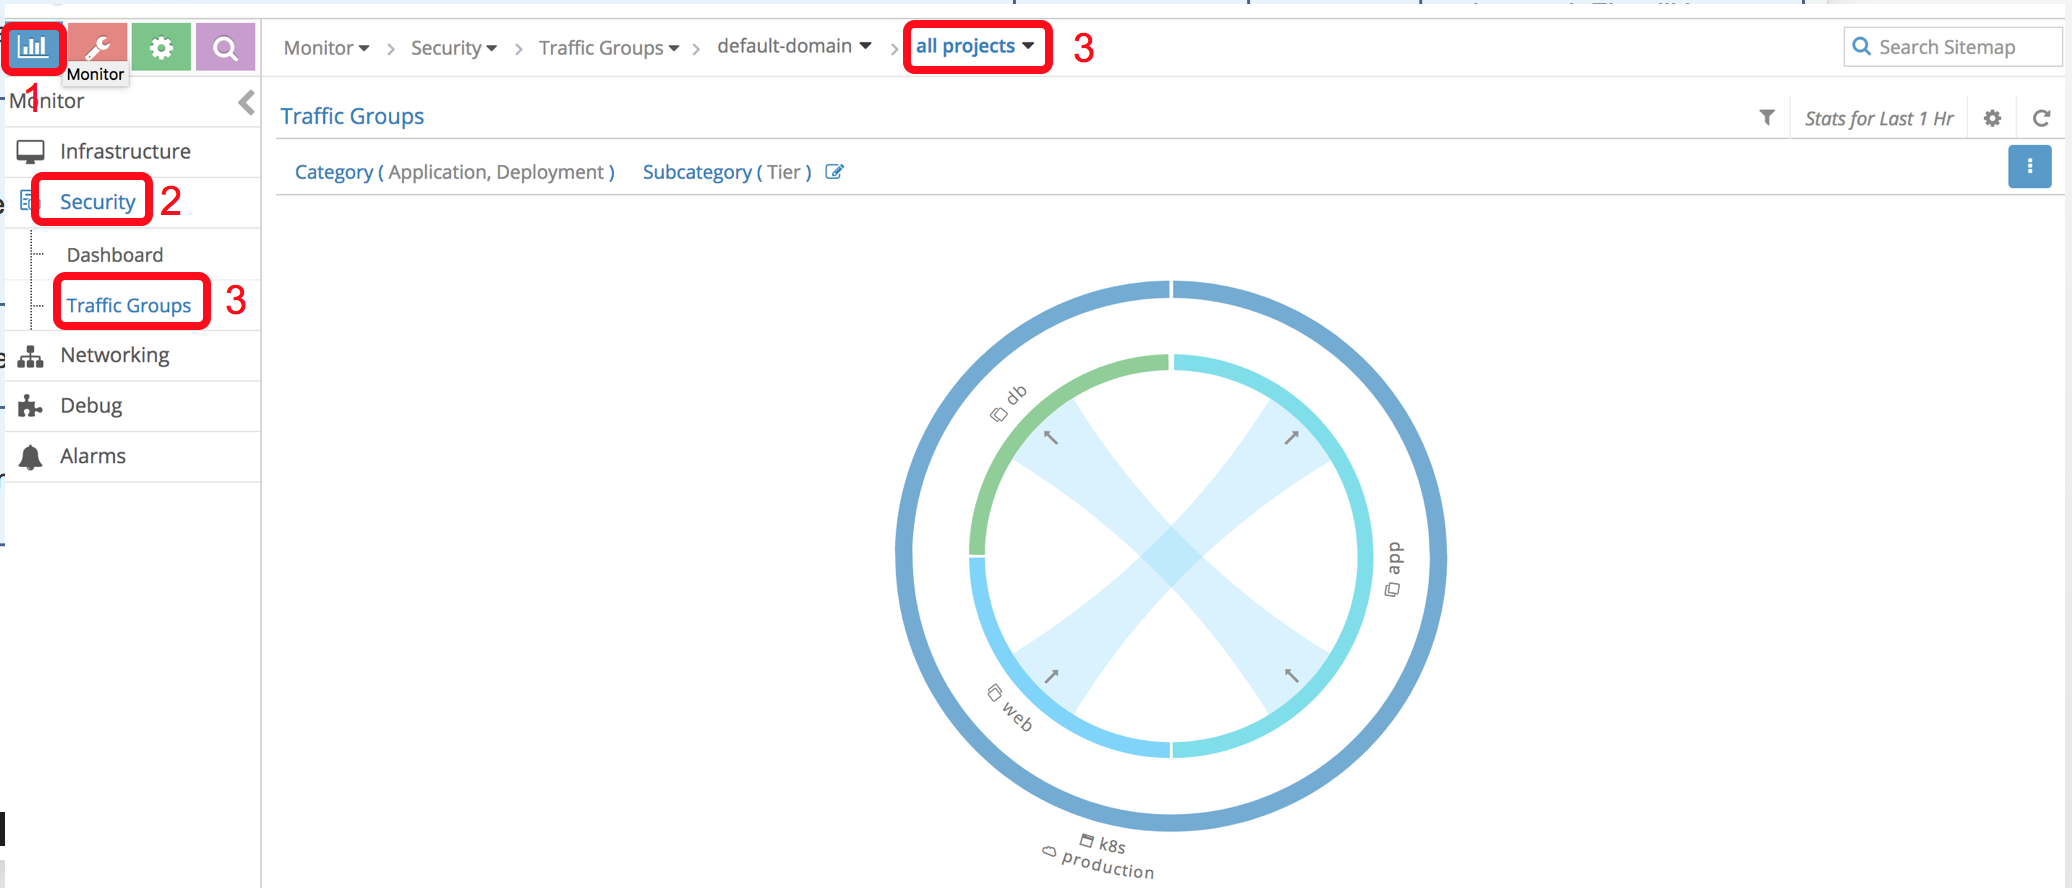 Monitor Security Traffic Groups default-domain all projects 3 Search Sitemap
Monitor
1
Monitor
Traffic Groups Stats for Last 1 Hr
Infrastructure
Category ( Application, Deployment ) Subcategory ( Tier )
Security 2
Dashboard
Traffic Groups 3
Networking
Debug
Alarms
db
app
web
k8s
production